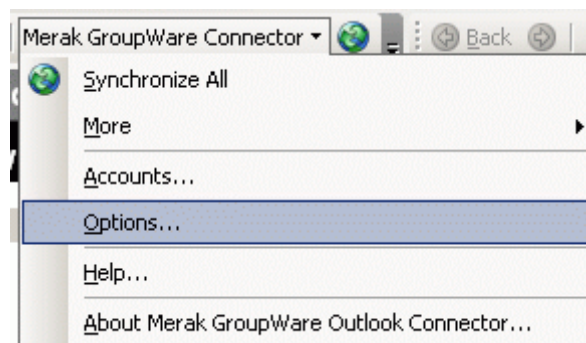 Merak GroupWare Connector Back
Synchronize All
More
Accounts...
Options...
Help...
About Merak GroupWare Outlook Connector...